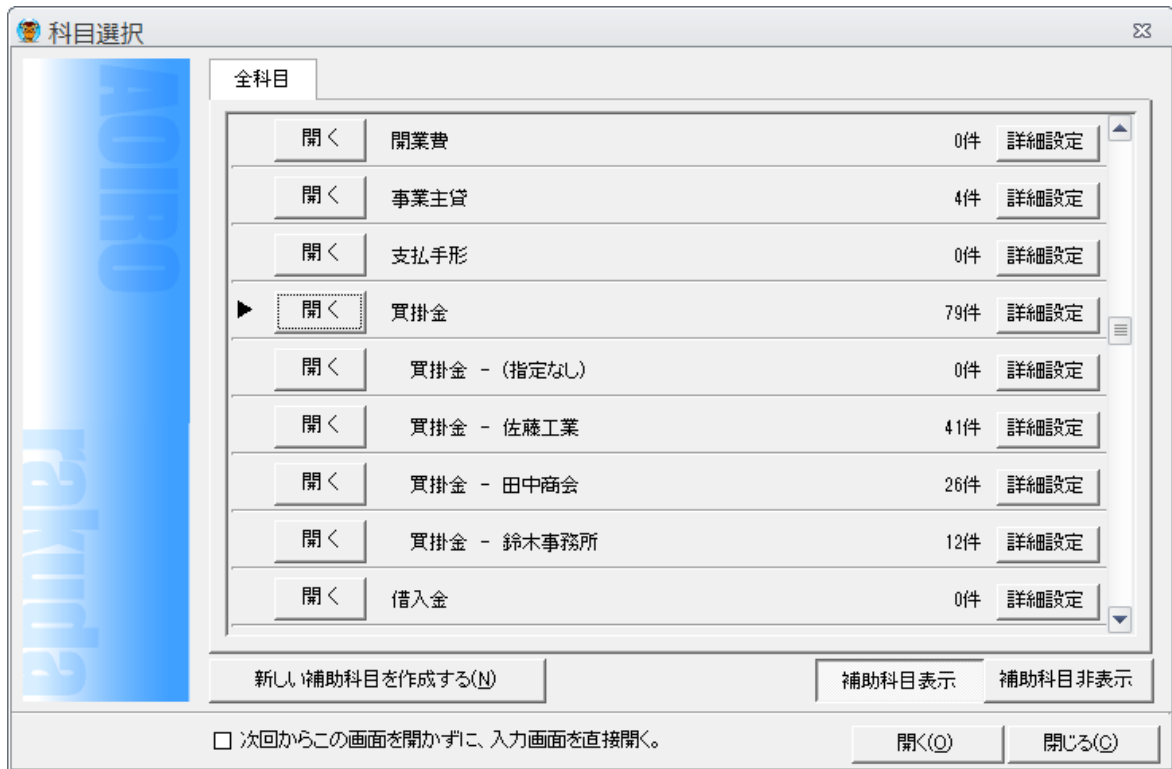 科目選択
AOIRO
rakuda
全科目
開く 開業費 0件 詳細設定
開く 事業主貸 4件 詳細設定
開く 支払手形 0件 詳細設定
開く 買掛金 79件 詳細設定
開く 買掛金 - (指定なし) 0件 詳細設定
開く 買掛金 - 佐藤工業 41件 詳細設定
開く 買掛金 - 田中商会 26件 詳細設定
開く 買掛金 - 鈴木事務所 12件 詳細設定
開く 借入金 0件 詳細設定
新しい補助科目を作成する(N) 補助科目表示 補助科目非表示
次回からこの画面を開かずに、入力画面を直接開く。 開く(O) 閉じる(C)